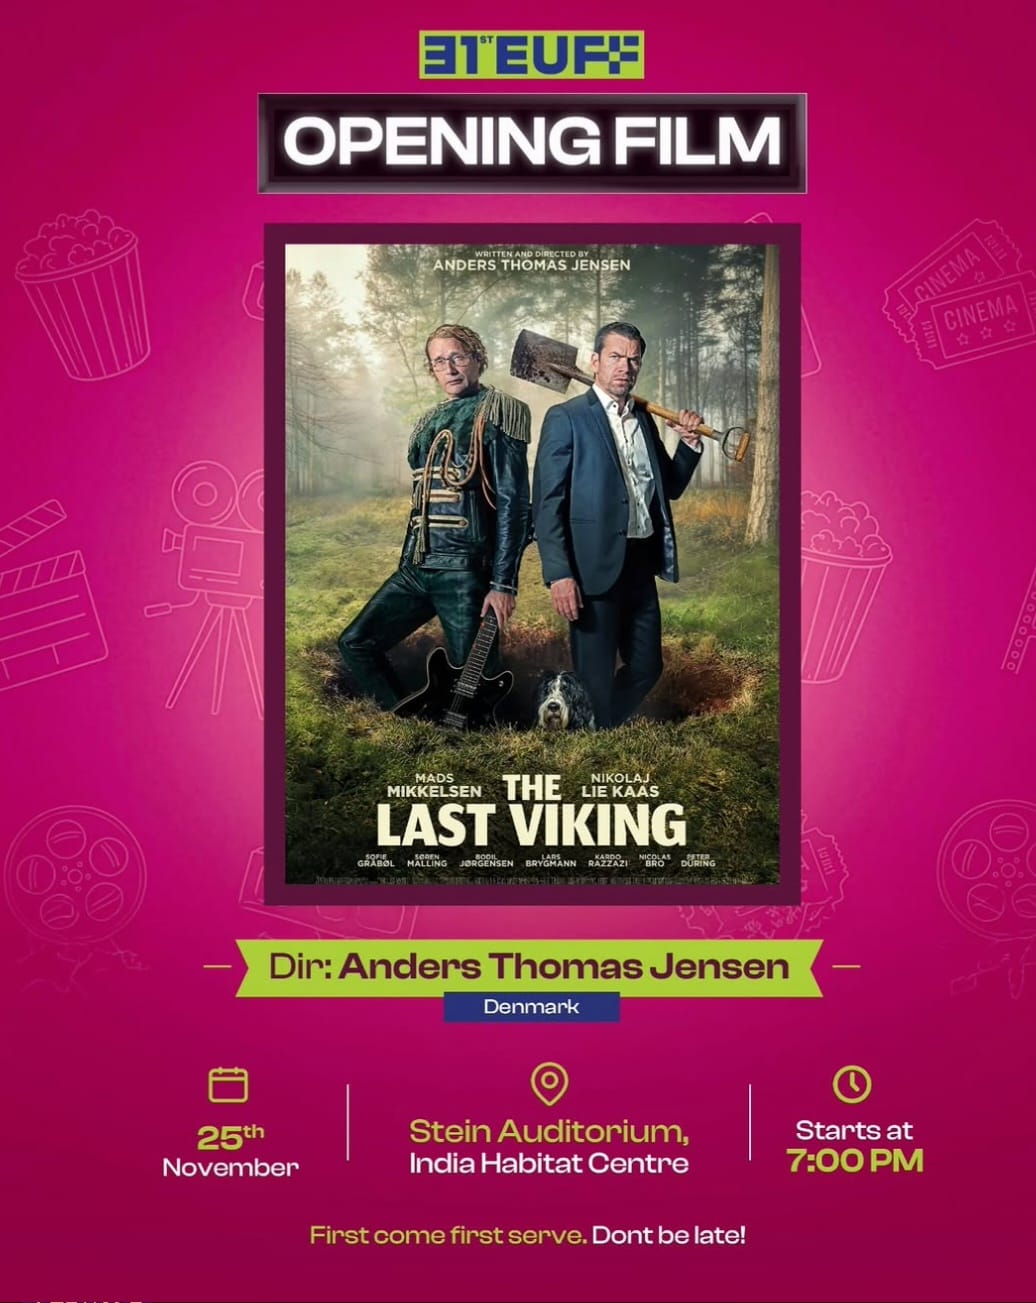 31ST EUFF
OPENING FILM
CINEMA
CINEMA
WRITTEN AND DIRECTED BY
ANDERS THOMAS JENSEN
MADS MIKKELSEN
THE LAST VIKING
NIKOLAJ LIE KAAS
SOFIE GRÅBØL SØREN MALLING BODIL JØRGENSEN LARS BRYGMANN KARDO RAZZAZI NICOLAS BRO PETER DÜRING
Dir: Anders Thomas Jensen
Denmark
25th
November
Stein Auditorium,
India Habitat Centre
Starts at
7:00 PM
First come first serve. Dont be late!